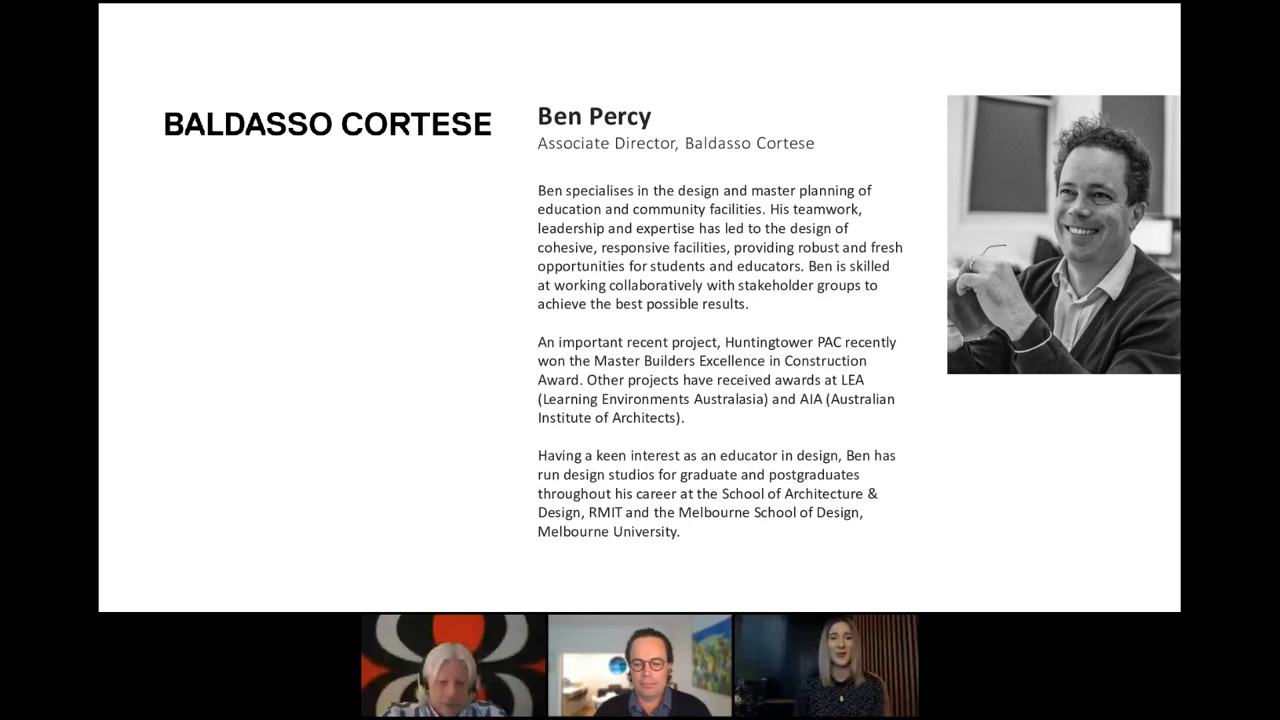 BALDASSO CORTESE
Ben Percy
Associate Director, Baldasso Cortese
Ben specialises in the design and master planning of
education and community facilities. His teamwork,
leadership and expertise has led to the design of
cohesive, responsive facilities, providing robust and fresh
opportunities for students and educators. Ben is skilled
at working collaboratively with stakeholder groups to
achieve the best possible results.
An important recent project, Huntingtower PAC recently
won the Master Builders Excellence in Construction
Award. Other projects have received awards at LEA
(Learning Environments Australasia) and AIA (Australian
Institute of Architects).
Having a keen interest as an educator in design, Ben has
run design studios for graduate and postgraduates
throughout his career at the School of Architecture &
Design, RMIT and the Melbourne School of Design,
Melbourne University.